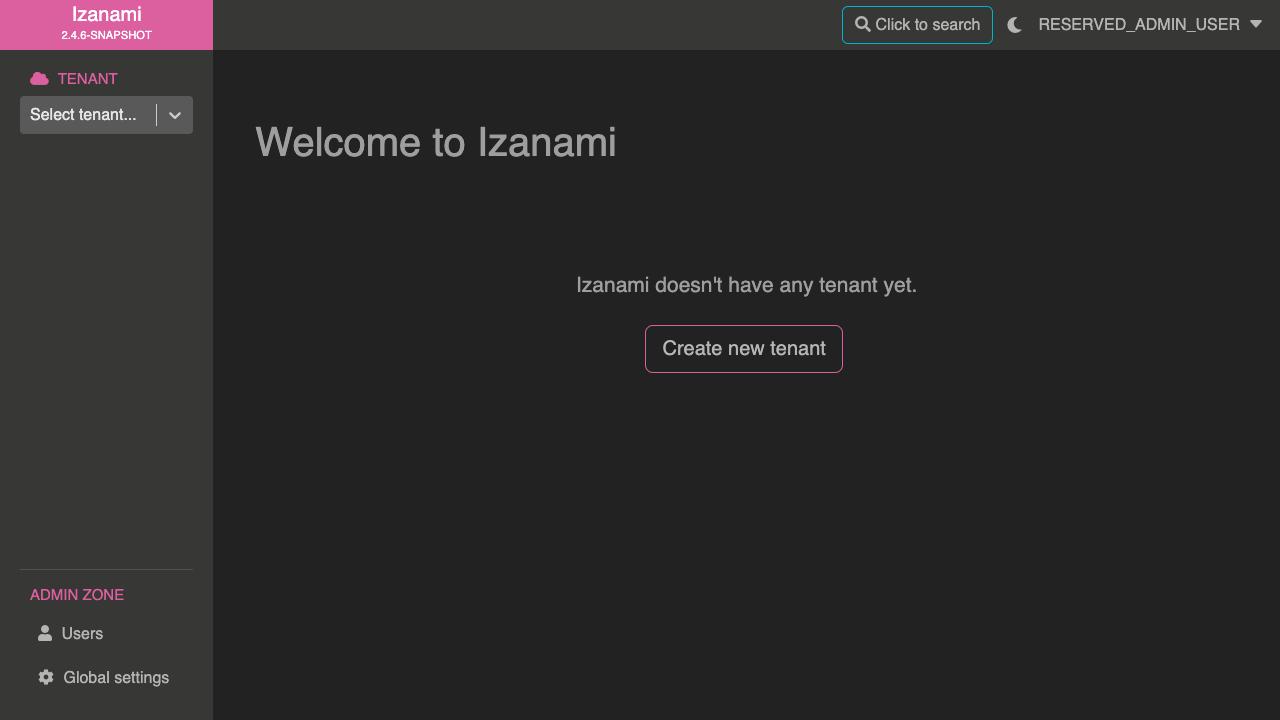 Izanami
2.4.6-SNAPSHOT
Click to search
RESERVED_ADMIN_USER
TENANT
Select tenant...
Welcome to Izanami
Izanami doesn't have any tenant yet.
Create new tenant
ADMIN ZONE
Users
Global settings